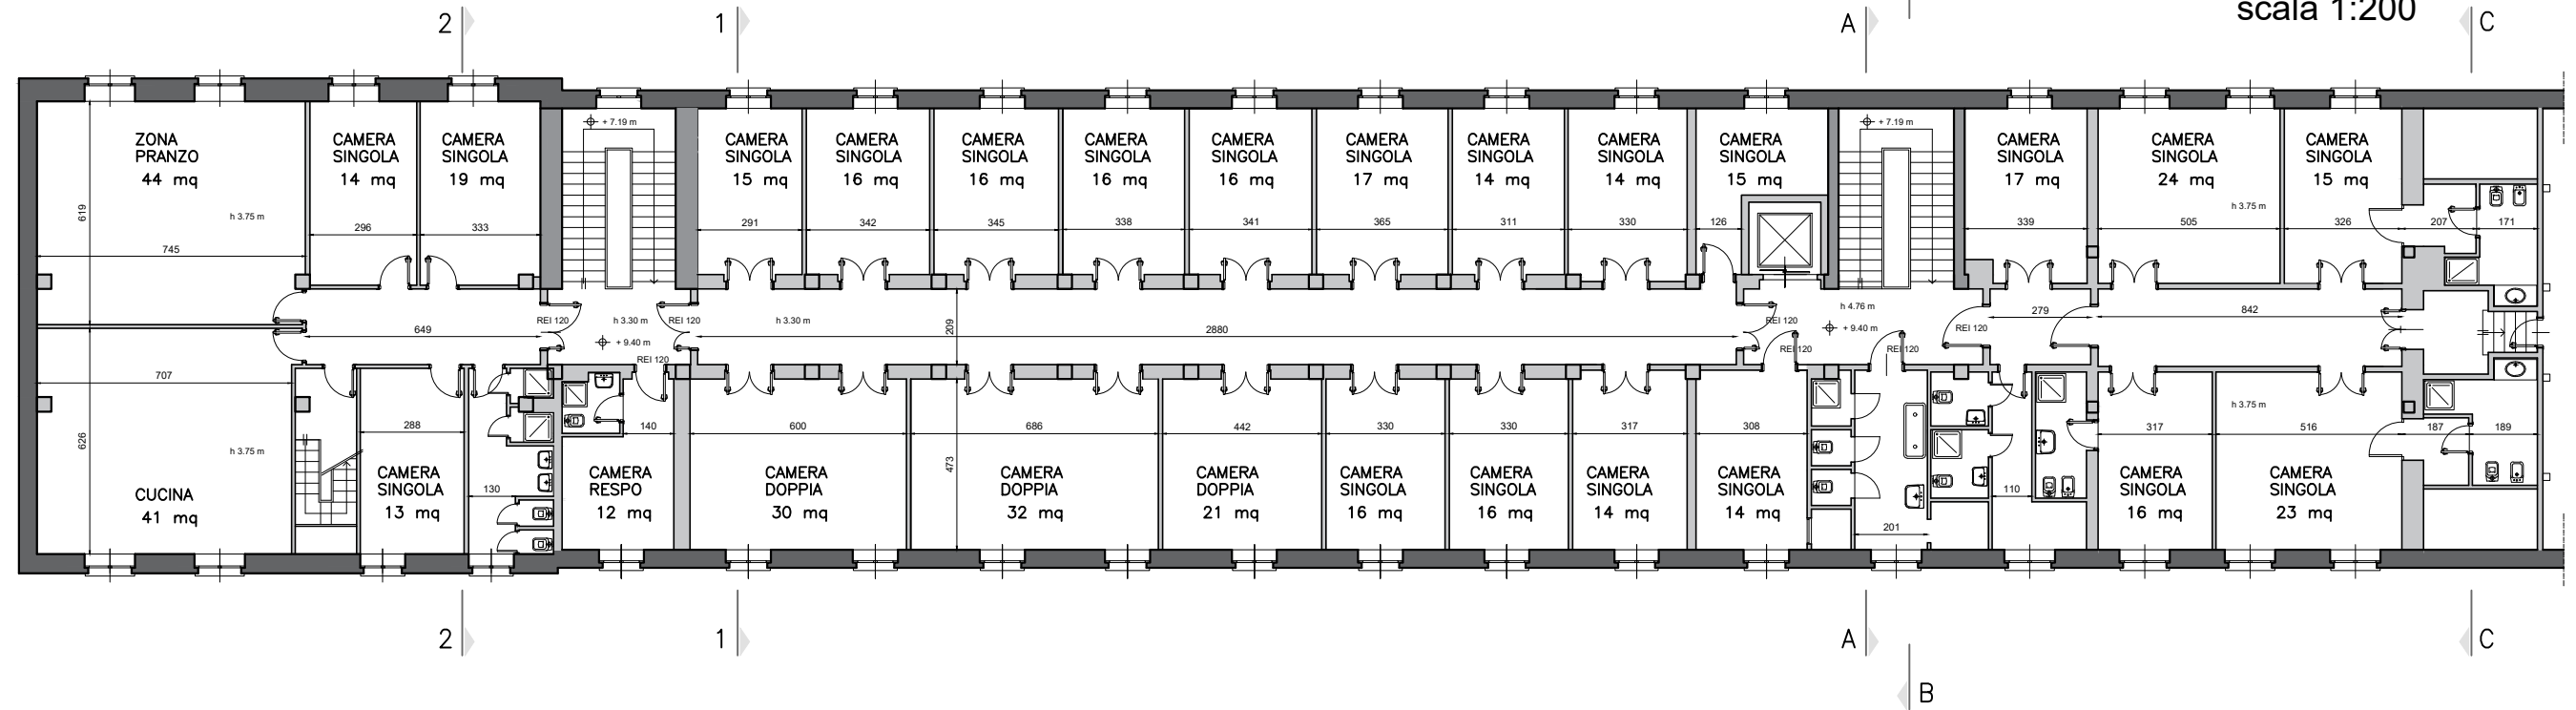 scala 1:200
2
1
A
C
ZONA
PRANZO
44 mq
CAMERA
SINGOLA
14 mq
CAMERA
SINGOLA
19 mq
+ 7.19 m
CAMERA
SINGOLA
15 mq
CAMERA
SINGOLA
16 mq
CAMERA
SINGOLA
16 mq
CAMERA
SINGOLA
16 mq
CAMERA
SINGOLA
16 mq
CAMERA
SINGOLA
17 mq
CAMERA
SINGOLA
14 mq
CAMERA
SINGOLA
14 mq
CAMERA
SINGOLA
15 mq
+ 7.19 m
CAMERA
SINGOLA
17 mq
CAMERA
SINGOLA
24 mq
CAMERA
SINGOLA
15 mq
619
h 3.75 m
h 3.75 m
745
296
333
291
342
345
338
341
365
311
330
126
339
505
326
207
171
649
REI 120
h 3.30 m
REI 120
+ 9.40 m
REI 120
h 3.30 m
209
2880
REI 120
REI 120
h 4.76 m
+ 9.40 m
REI 120
REI 120
279
842
707
626
h 3.75 m
288
130
140
600
686
473
442
330
330
317
308
201
110
317
516
h 3.75 m
187
189
CUCINA
41 mq
CAMERA
SINGOLA
13 mq
CAMERA
RESPO
12 mq
CAMERA
DOPPIA
30 mq
CAMERA
DOPPIA
32 mq
CAMERA
DOPPIA
21 mq
CAMERA
SINGOLA
16 mq
CAMERA
SINGOLA
16 mq
CAMERA
SINGOLA
14 mq
CAMERA
SINGOLA
14 mq
CAMERA
SINGOLA
16 mq
CAMERA
SINGOLA
23 mq
2
1
A
C
B